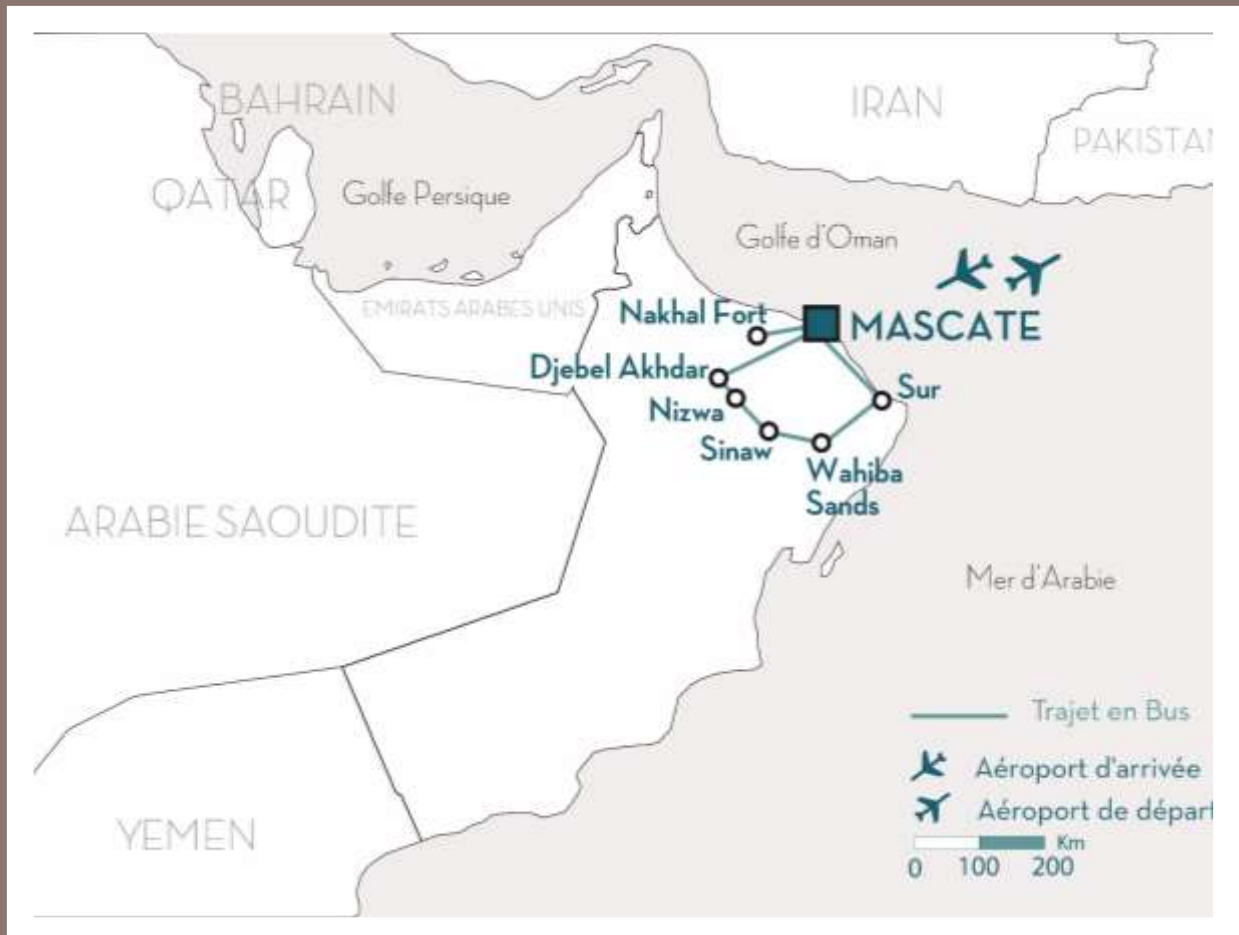 BAHRAIN
IRAN
PAKISTAN
QATAR
Golfe Persique
Golfe d'Oman
EMIRATS ARABES UNIS
Nakhal Fort
MASCATE
Djebel Akhdar
Sur
Nizwa
Sinaw
Wahiba
Sands
ARABIE SAOUDITE
Mer d'Arabie
Trajet en Bus
Aéroport d'arrivée
Aéroport de départ
YEMEN
Km
0 100 200